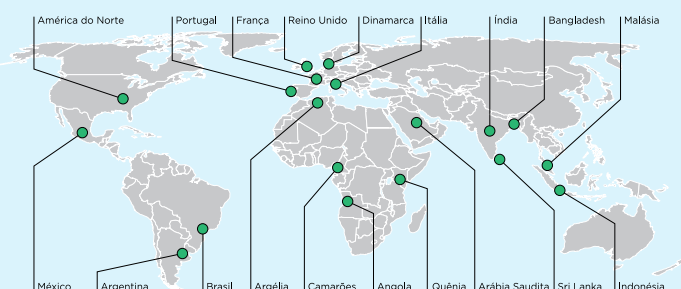 América do Norte
Portugal
França
Reino Unido
Dinamarca
Itália
Índia
Bangladesh
Malásia
México
Argentina
Brasil
Argélia
Camarões
Angola
Quênia
Arábia Saudita
Sri Lanka
Indonésia